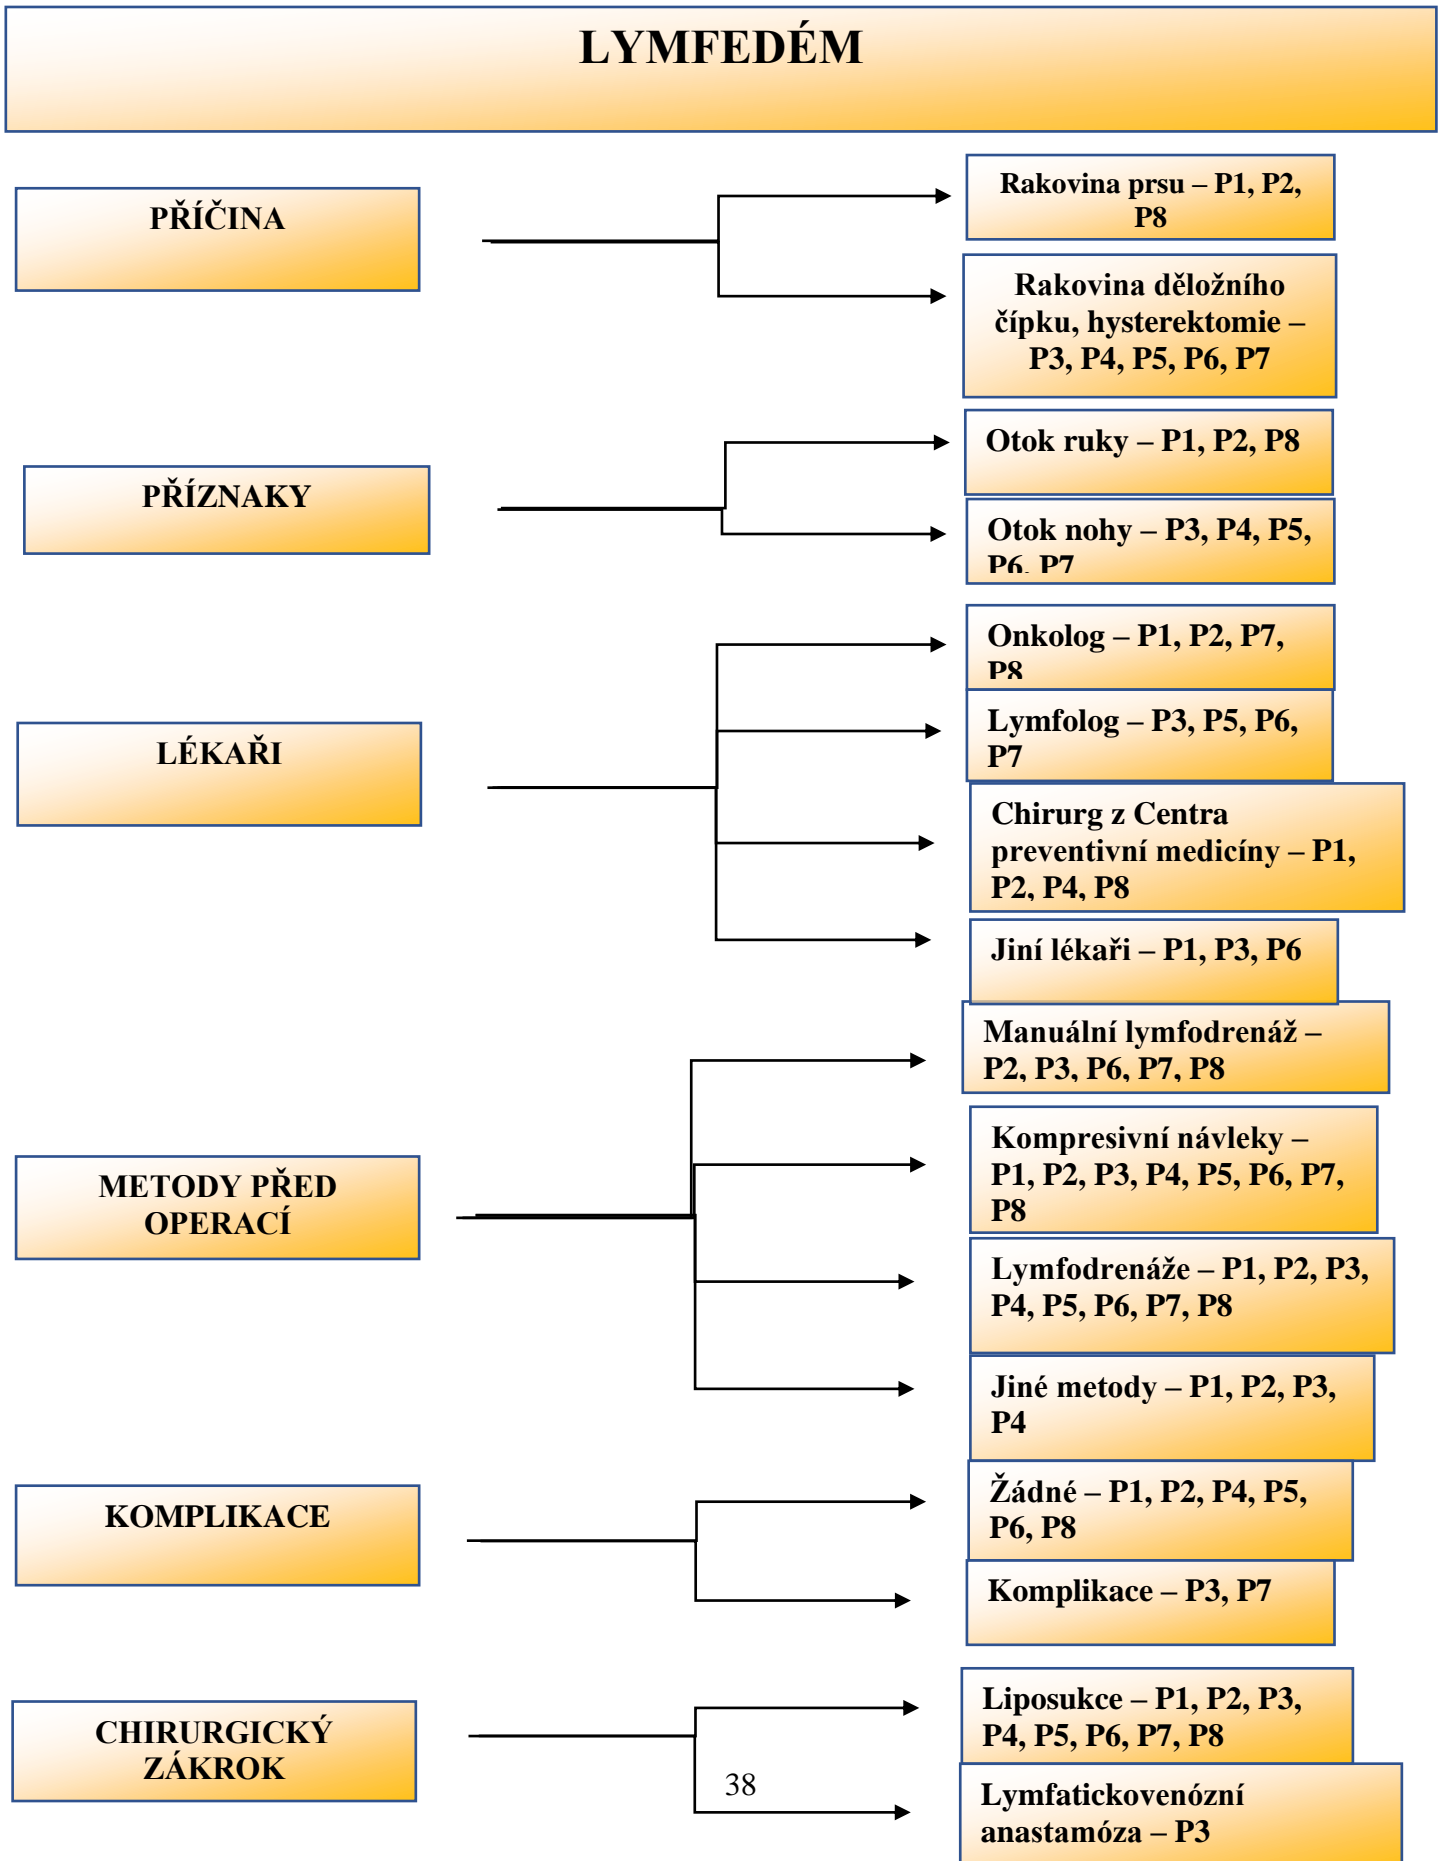 LYMFEDÉM
PŘÍČINA
Rakovina prsu – P1, P2,
P8
Rakovina děložního
čípku, hysterektomie –
P3, P4, P5, P6, P7
PŘÍZNAKY
Otok ruky – P1, P2, P8
Otok nohy – P3, P4, P5,
P6, P7
LÉKAŘI
Onkolog – P1, P2, P7,
P8
Lymfolog – P3, P5, P6,
P7
Chirurg z Centra
preventivní medicíny – P1,
P2, P4, P8
Jiní lékaři – P1, P3, P6
METODY PŘED
OPERACÍ
Manuální lymfodrenáž –
P2, P3, P6, P7, P8
Kompresivní návleky –
P1, P2, P3, P4, P5, P6, P7,
P8
Lymfodrenáže – P1, P2, P3,
P4, P5, P6, P7, P8
Jiné metody – P1, P2, P3,
P4
KOMPLIKACE
Žádné – P1, P2, P4, P5,
P6, P8
Komplikace – P3, P7
CHIRURGICKÝ
ZÁKROK
Liposukce – P1, P2, P3,
P4, P5, P6, P7, P8
Lymfatickovenózní
anastamóza – P3
38